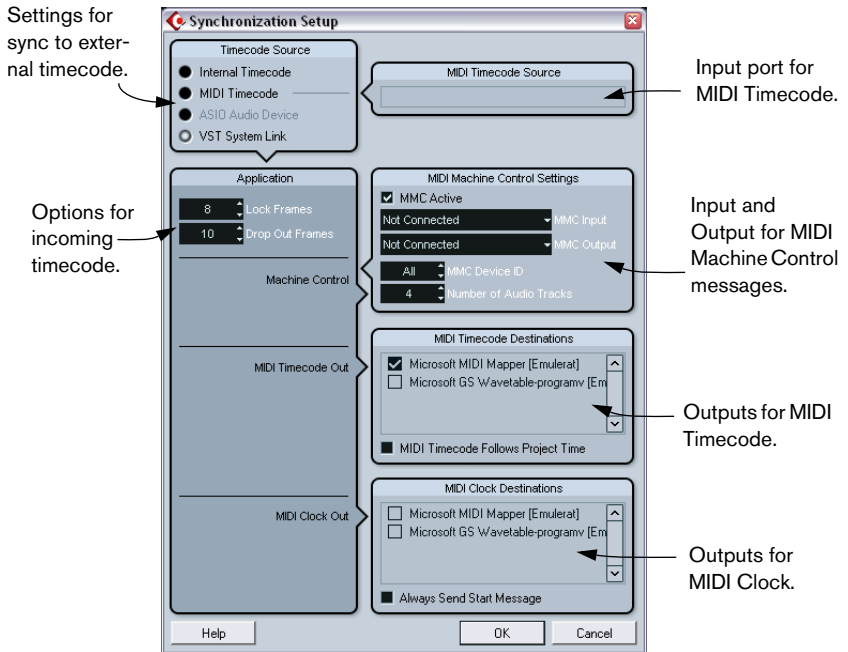 Synchronization Setup
Settings for
sync to exter-
nal timecode.
Timecode Source
Internal Timecode
MIDI Timecode
ASIO Audio Device
VST System Link
MIDI Timecode Source
Input port for
MIDI Timecode.
Options for
incoming
timecode.
Application
8 Lock Frames
10 Drop Out Frames
Machine Control
MIDI Timecode Out
MIDI Clock Out
MIDI Machine Control Settings
MMC Active
Not Connected MMC Input
Not Connected MMC Output
All MMC Device ID
4 Number of Audio Tracks
Input and
Output for MIDI
Machine Control
messages.
MIDI Timecode Destinations
Microsoft MIDI Mapper [Emulerat]
Microsoft GS Wavetable-programv [Em
MIDI Timecode Follows Project Time
Outputs for MIDI
Timecode.
MIDI Clock Destinations
Microsoft MIDI Mapper [Emulerat]
Microsoft GS Wavetable-programv [Em
Always Send Start Message
Outputs for
MIDI Clock.
Help
OK
Cancel